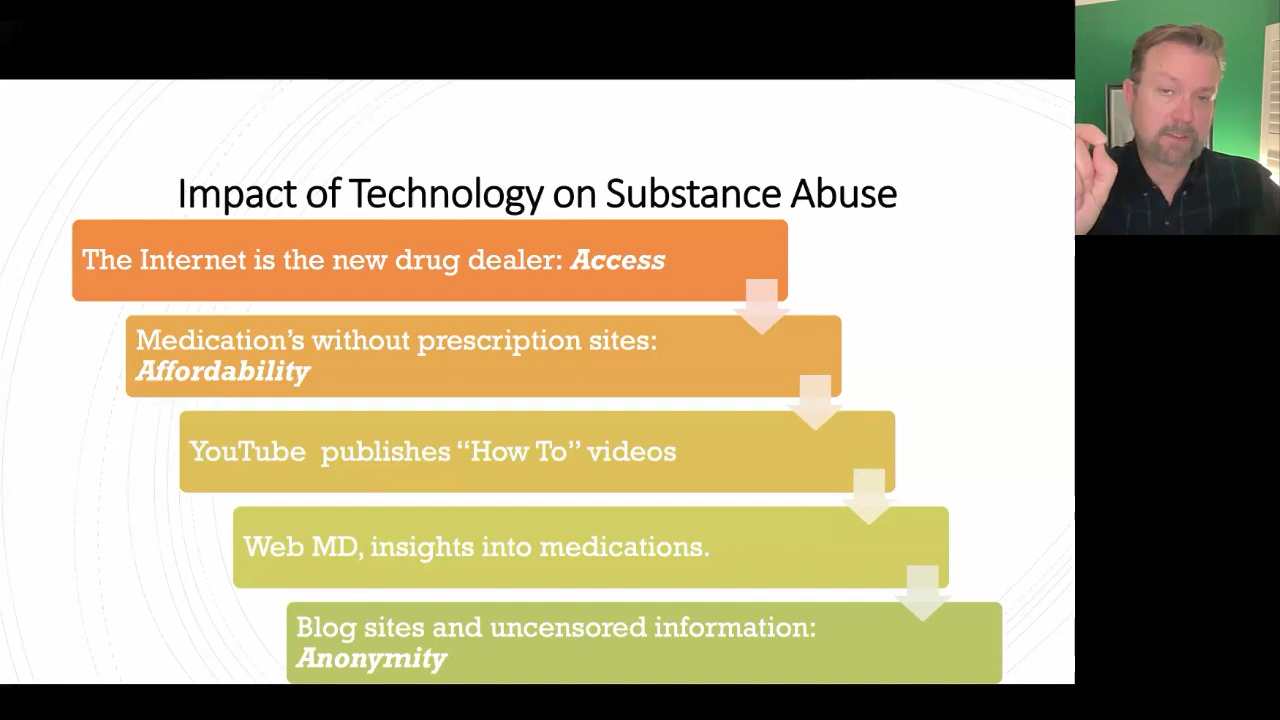 Impact of Technology on Substance Abuse
The Internet is the new drug dealer: Access
Medication’s without prescription sites:
Affordability
YouTube  publishes “How To” videos
Web MD, insights into medications.
Blog sites and uncensored information:
Anonymity